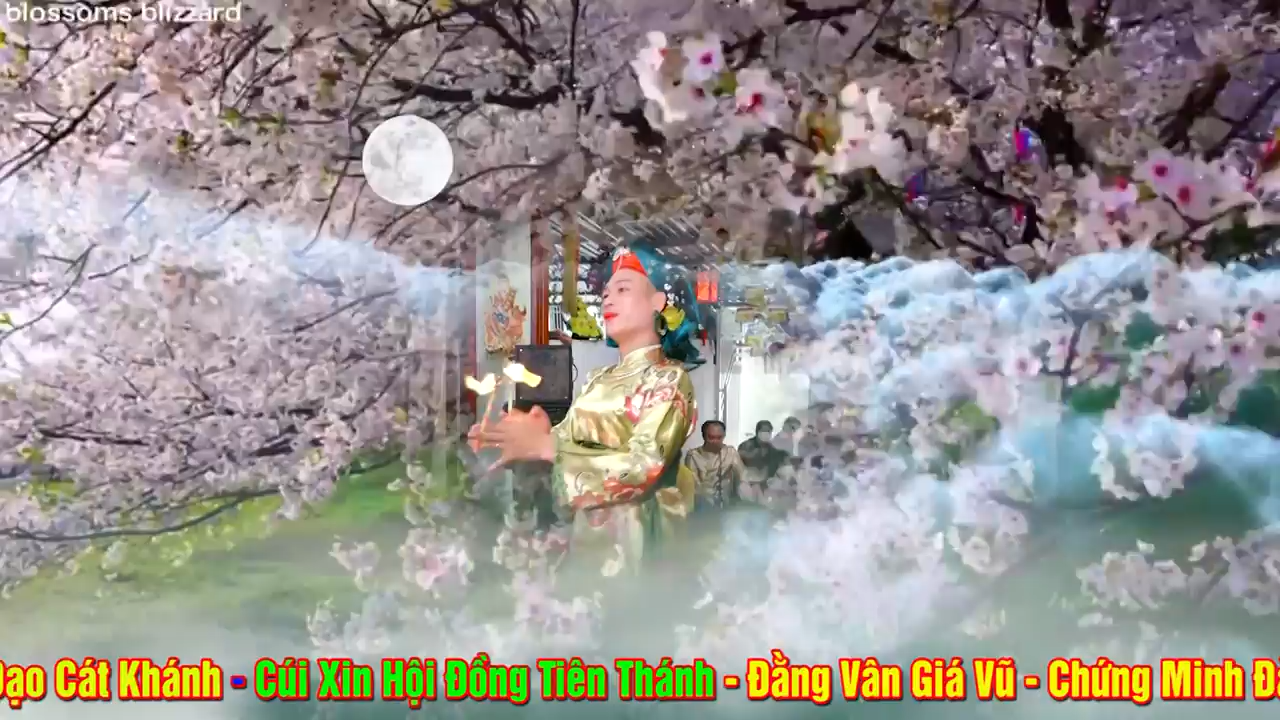 blossoms blizzard
Đạo Cát Khánh - Cúi Xin Hội Đồng Tiên Thánh - Đằng Vân Giá Vũ - Chứng Minh